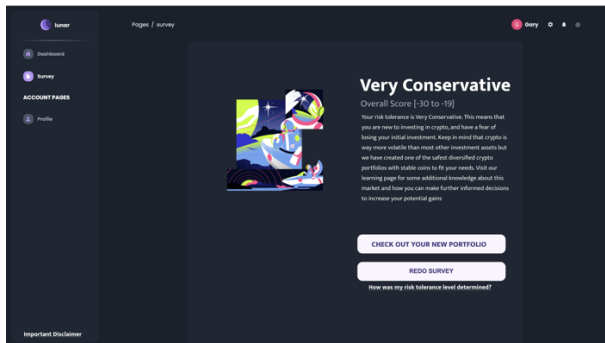 lunar
Pages / survey
G
Gary
Dashboard
Survey
ACCOUNT PAGES
Profile
Very Conservative
Overall Score [-30 to -19]
Your risk tolerance is Very Conservative. This means that
you are new to investing in crypto, and have a fear of
losing your initial investment. Keep in mind that crypto is
way more volatile than most other investment assets but
we have created one of the safest diversified crypto
portfolios with stable coins to fit your needs. Visit our
learning page for some additional knowledge about this
market and how you can make further informed decisions
to increase your potential gains
CHECK OUT YOUR NEW PORTFOLIO
REDO SURVEY
How was my risk tolerance level determined?
Important Disclaimer